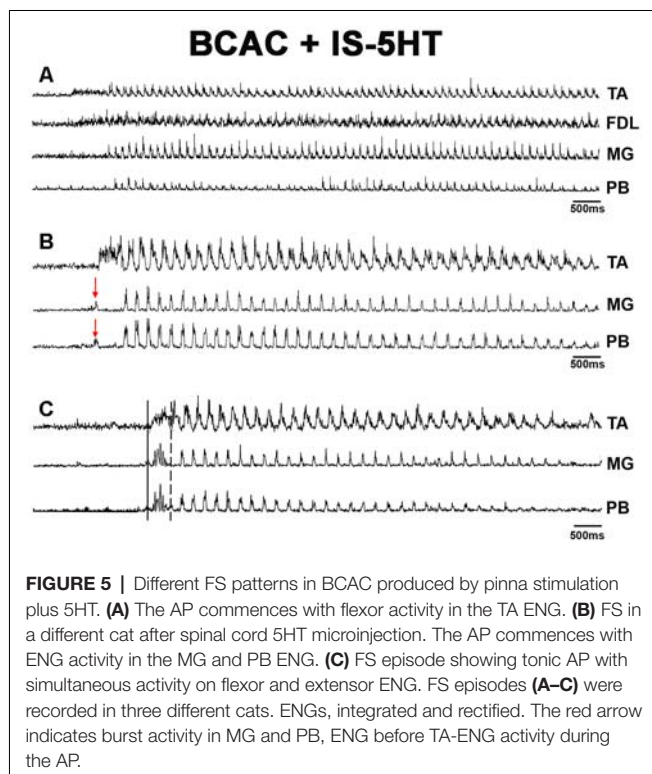 BCAC + IS-5HT
A
TA
FDL
MG
PB
500ms
B
TA
MG
PB
500ms
C
TA
MG
PB
500ms
FIGURE 5 | Different FS patterns in BCAC produced by pinna stimulation
plus 5HT. (A) The AP commences with flexor activity in the TA ENG. (B) FS in
a different cat after spinal cord 5HT microinjection. The AP commences with
ENG activity in the MG and PB ENG. (C) FS episode showing tonic AP with
simultaneous activity on flexor and extensor ENG. FS episodes (A–C) were
recorded in three different cats. ENGs, integrated and rectified. The red arrow
indicates burst activity in MG and PB, ENG before TA-ENG activity during
the AP.